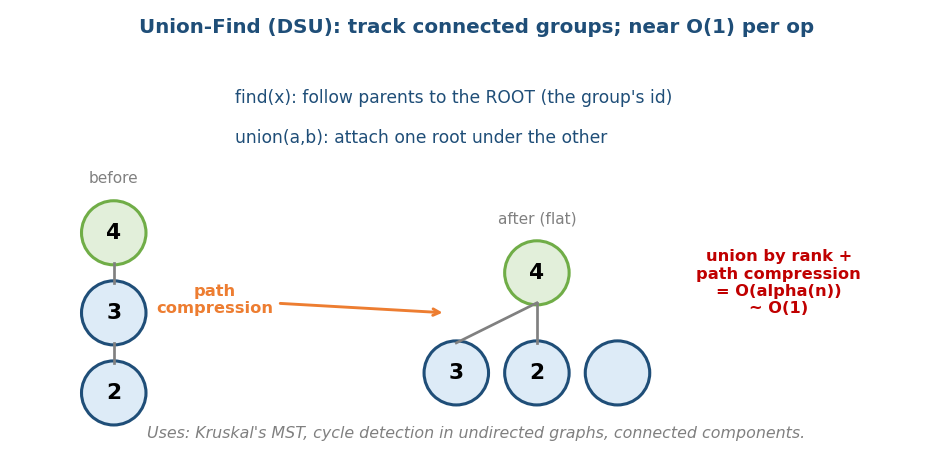 Union-Find (DSU): track connected groups; near O(1) per op
find(x): follow parents to the ROOT (the group's id)
union(a,b): attach one root under the other
before
4
3
2
path
compression
after (flat)
4
3
2
union by rank +
path compression
= O(alpha(n))
~ O(1)
Uses: Kruskal's MST, cycle detection in undirected graphs, connected components.